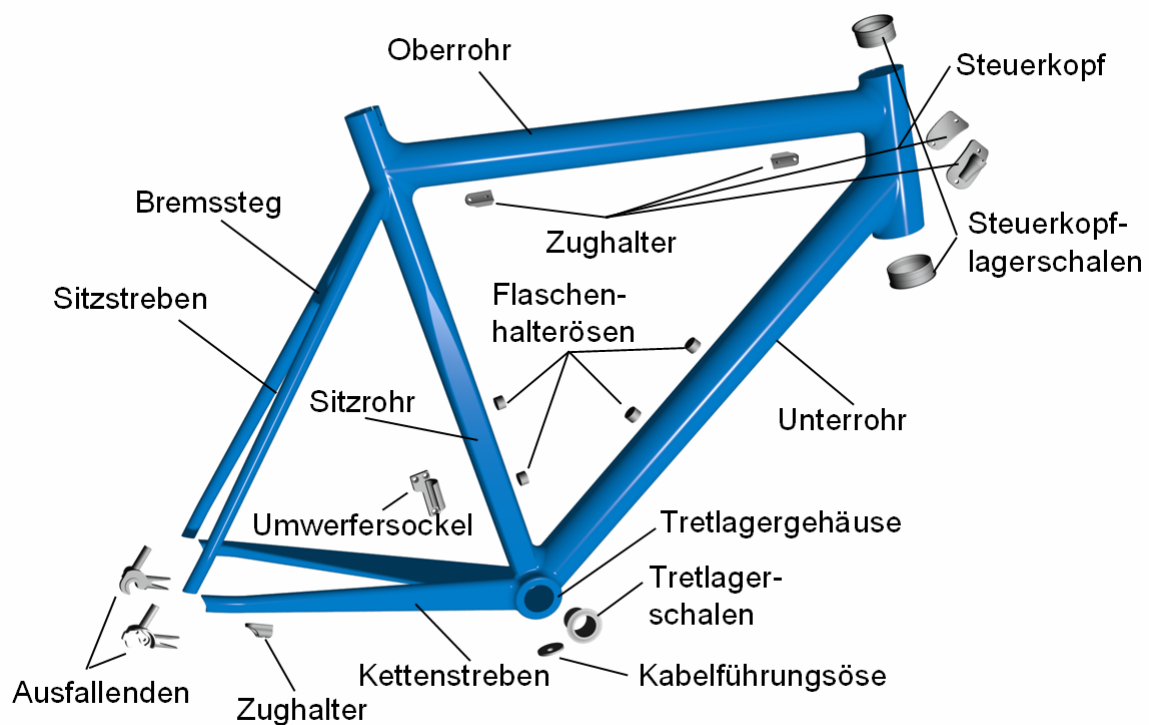 Oberrohr
Steuerkopf
Bremssteg
Zughalter
Steuerkopf-
lagerschalen
Sitzstreben
Flaschen-
halterösen
Sitzrohr
Unterrohr
Umwerfersockel
Tretlagergehäuse
Tretlager-
schalen
Kettenstreben
Kabelführungsöse
Ausfallenden
Zughalter